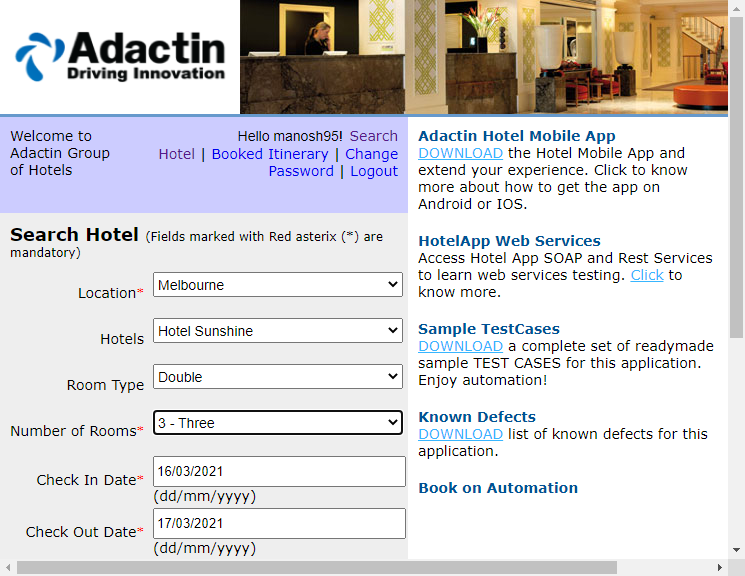 Adactin
Driving Innovation
Welcome to
Adactin Group
of Hotels
Hello manosh95! Search
Hotel | Booked Itinerary | Change
Password | Logout
Search Hotel (Fields marked with Red asterix (*) are
mandatory)
Location* Melbourne
Hotels Hotel Sunshine
Room Type Double
Number of Rooms* 3 - Three
Check In Date* 16/03/2021
(dd/mm/yyyy)
Check Out Date* 17/03/2021
(dd/mm/yyyy)
Adactin Hotel Mobile App
DOWNLOAD the Hotel Mobile App and
extend your experience. Click to know
more about how to get the app on
Android or IOS.
HotelApp Web Services
Access Hotel App SOAP and Rest Services
to learn web services testing. Click to
know more.
Sample TestCases
DOWNLOAD a complete set of readymade
sample TEST CASES for this application.
Enjoy automation!
Known Defects
DOWNLOAD list of known defects for this
application.
Book on Automation